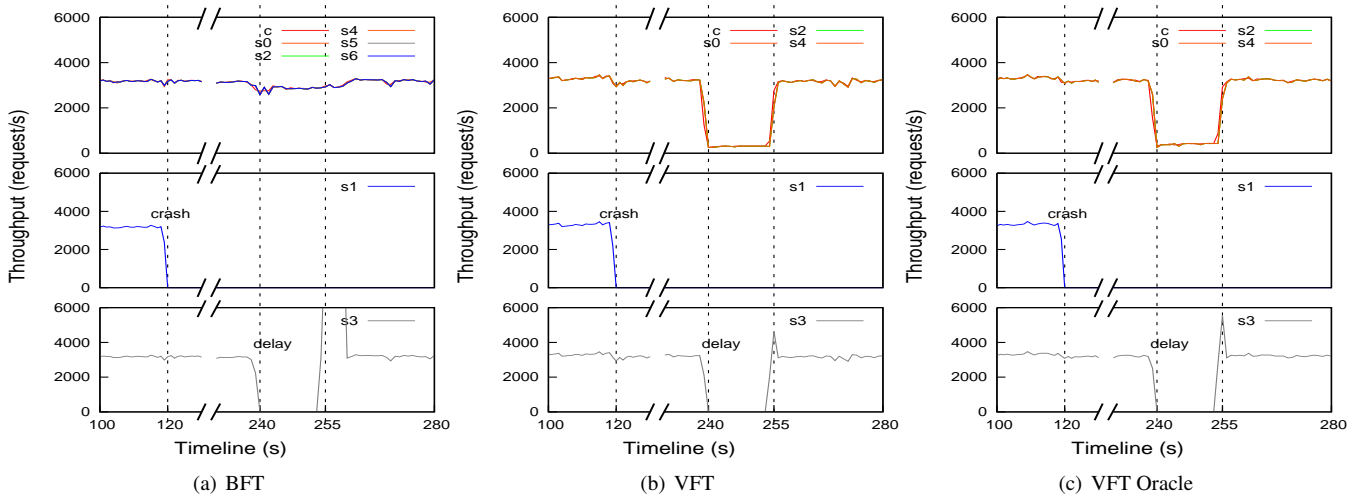 Throughput (request/s)
6000
4000
2000
0
c s4
s0 s5
s2 s6
4000
2000
0
s1
crash
6000
4000
2000
0
s3
delay
100 120 240 255 280
Timeline (s)
(a) BFT
Throughput (request/s)
6000
4000
2000
0
c s2
s0 s4
4000
2000
0
s1
crash
6000
4000
2000
0
s3
delay
100 120 240 255 280
Timeline (s)
(b) VFT
Throughput (request/s)
6000
4000
2000
0
c s2
s0 s4
4000
2000
0
s1
crash
6000
4000
2000
0
s3
delay
100 120 240 255 280
Timeline (s)
(c) VFT Oracle